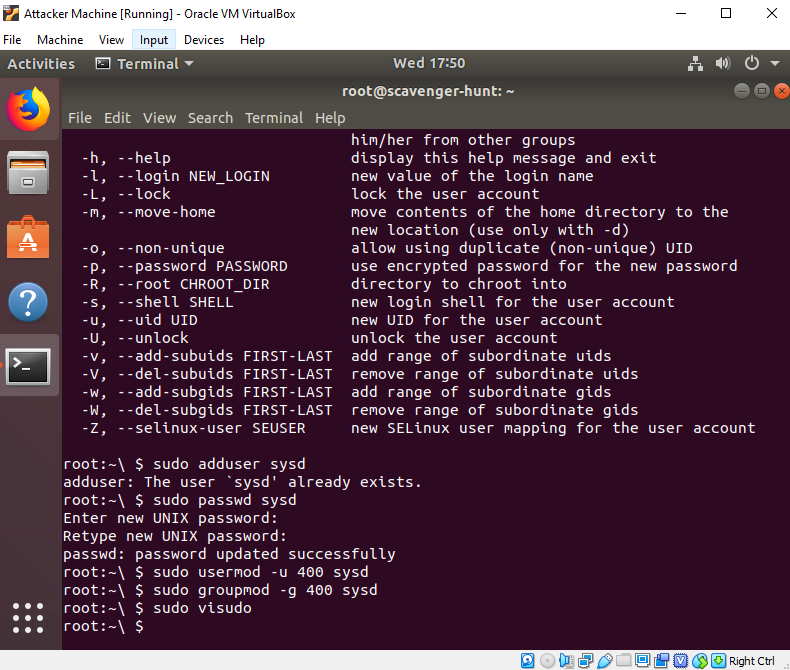 Attacker Machine [Running] - Oracle VM VirtualBox
File Machine View Input Devices Help
Activities Terminal Wed 17:50
root@scavenger-hunt: ~
File Edit View Search Terminal Help
him/her from other groups
-h, --help display this help message and exit
-l, --login NEW_LOGIN new value of the login name
-L, --lock lock the user account
-m, --move-home move contents of the home directory to the
new location (use only with -d)
-o, --non-unique allow using duplicate (non-unique) UID
-p, --password PASSWORD use encrypted password for the new password
-R, --root CHROOT_DIR directory to chroot into
-s, --shell SHELL new login shell for the user account
-u, --uid UID new UID for the user account
-U, --unlock unlock the user account
-v, --add-subuids FIRST-LAST add range of subordinate uids
-V, --del-subuids FIRST-LAST remove range of subordinate uids
-w, --add-subgids FIRST-LAST add range of subordinate gids
-W, --del-subgids FIRST-LAST remove range of subordinate gids
-Z, --selinux-user SEUSER new SELinux user mapping for the user account
root:~\ $ sudo adduser sysd
adduser: The user `sysd' already exists.
root:~\ $ sudo passwd sysd
Enter new UNIX password:
Retype new UNIX password:
passwd: password updated successfully
root:~\ $ sudo usermod -u 400 sysd
root:~\ $ sudo groupmod -g 400 sysd
root:~\ $ sudo visudo
root:~\ $
Right Ctrl